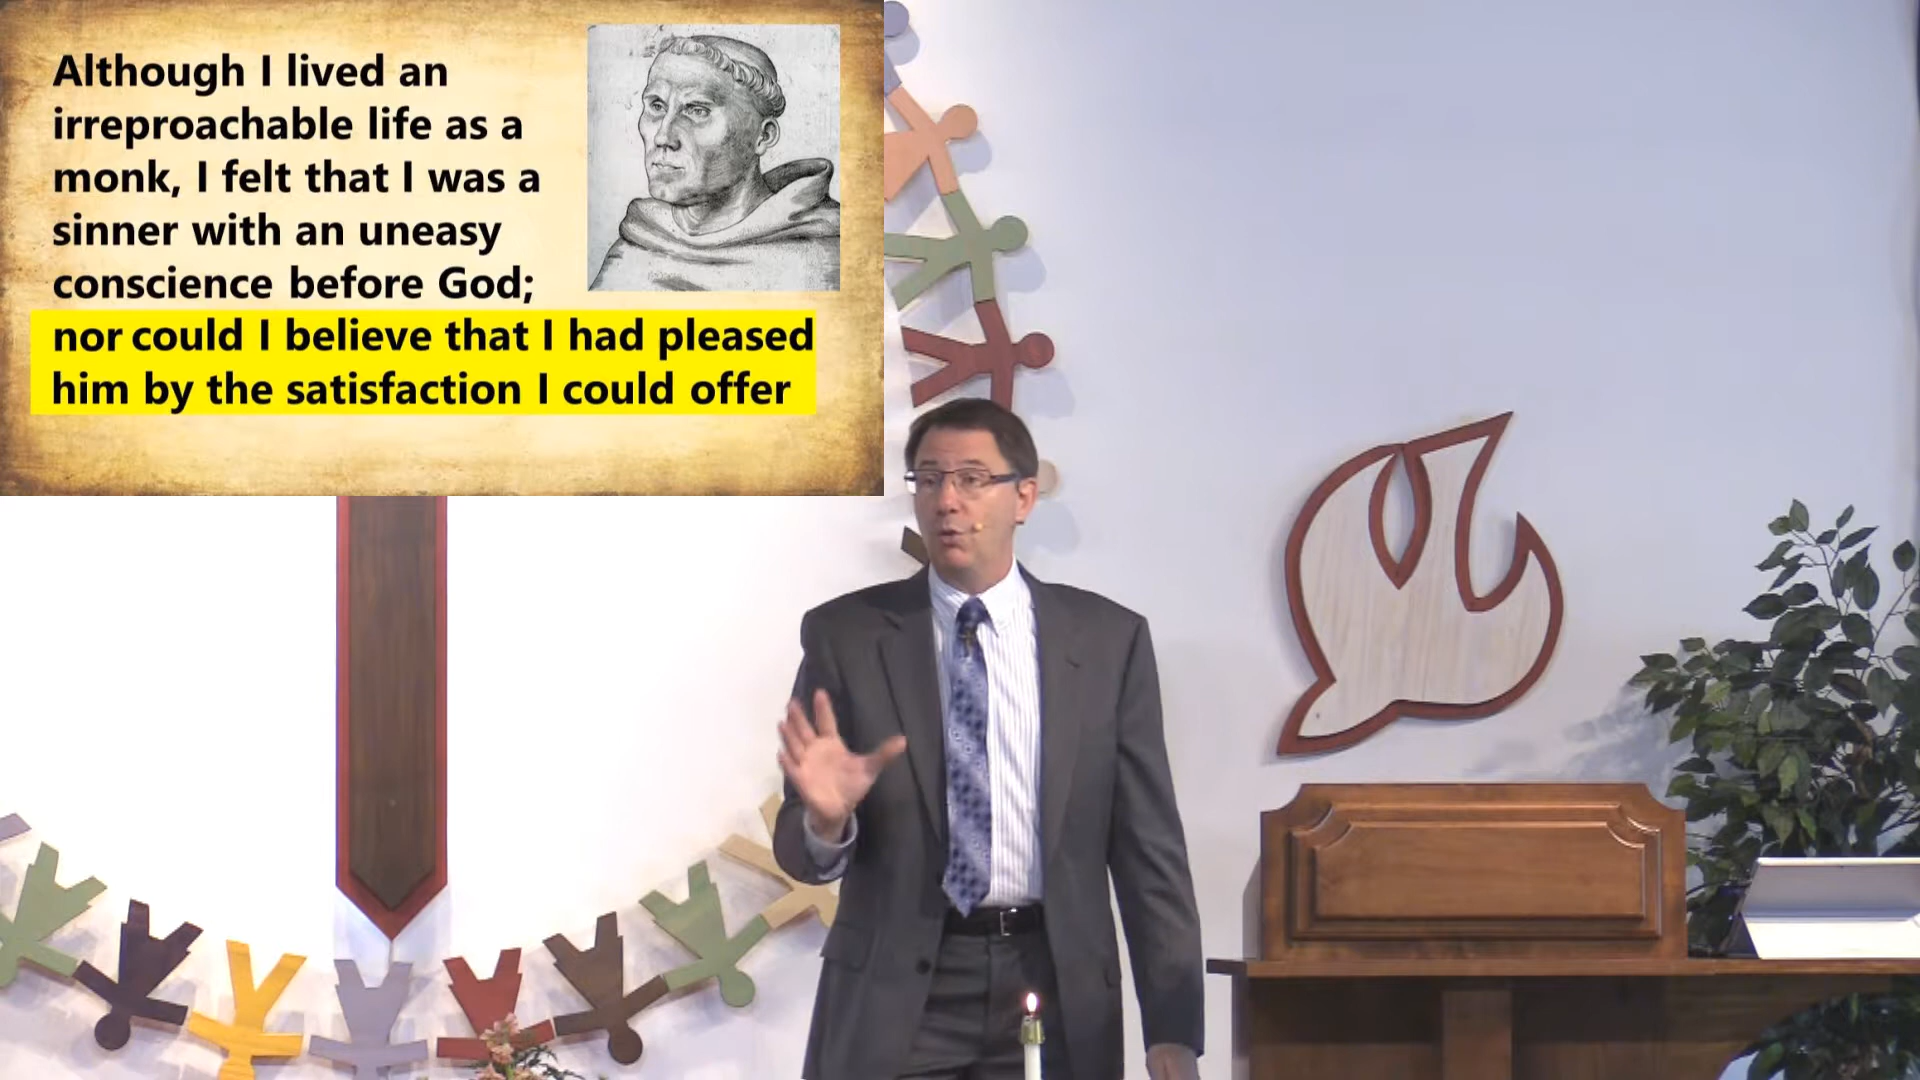 Although I lived an
irreproachable life as a
monk, I felt that I was a
sinner with an uneasy
conscience before God;
nor could I believe that I had pleased
him by the satisfaction I could offer